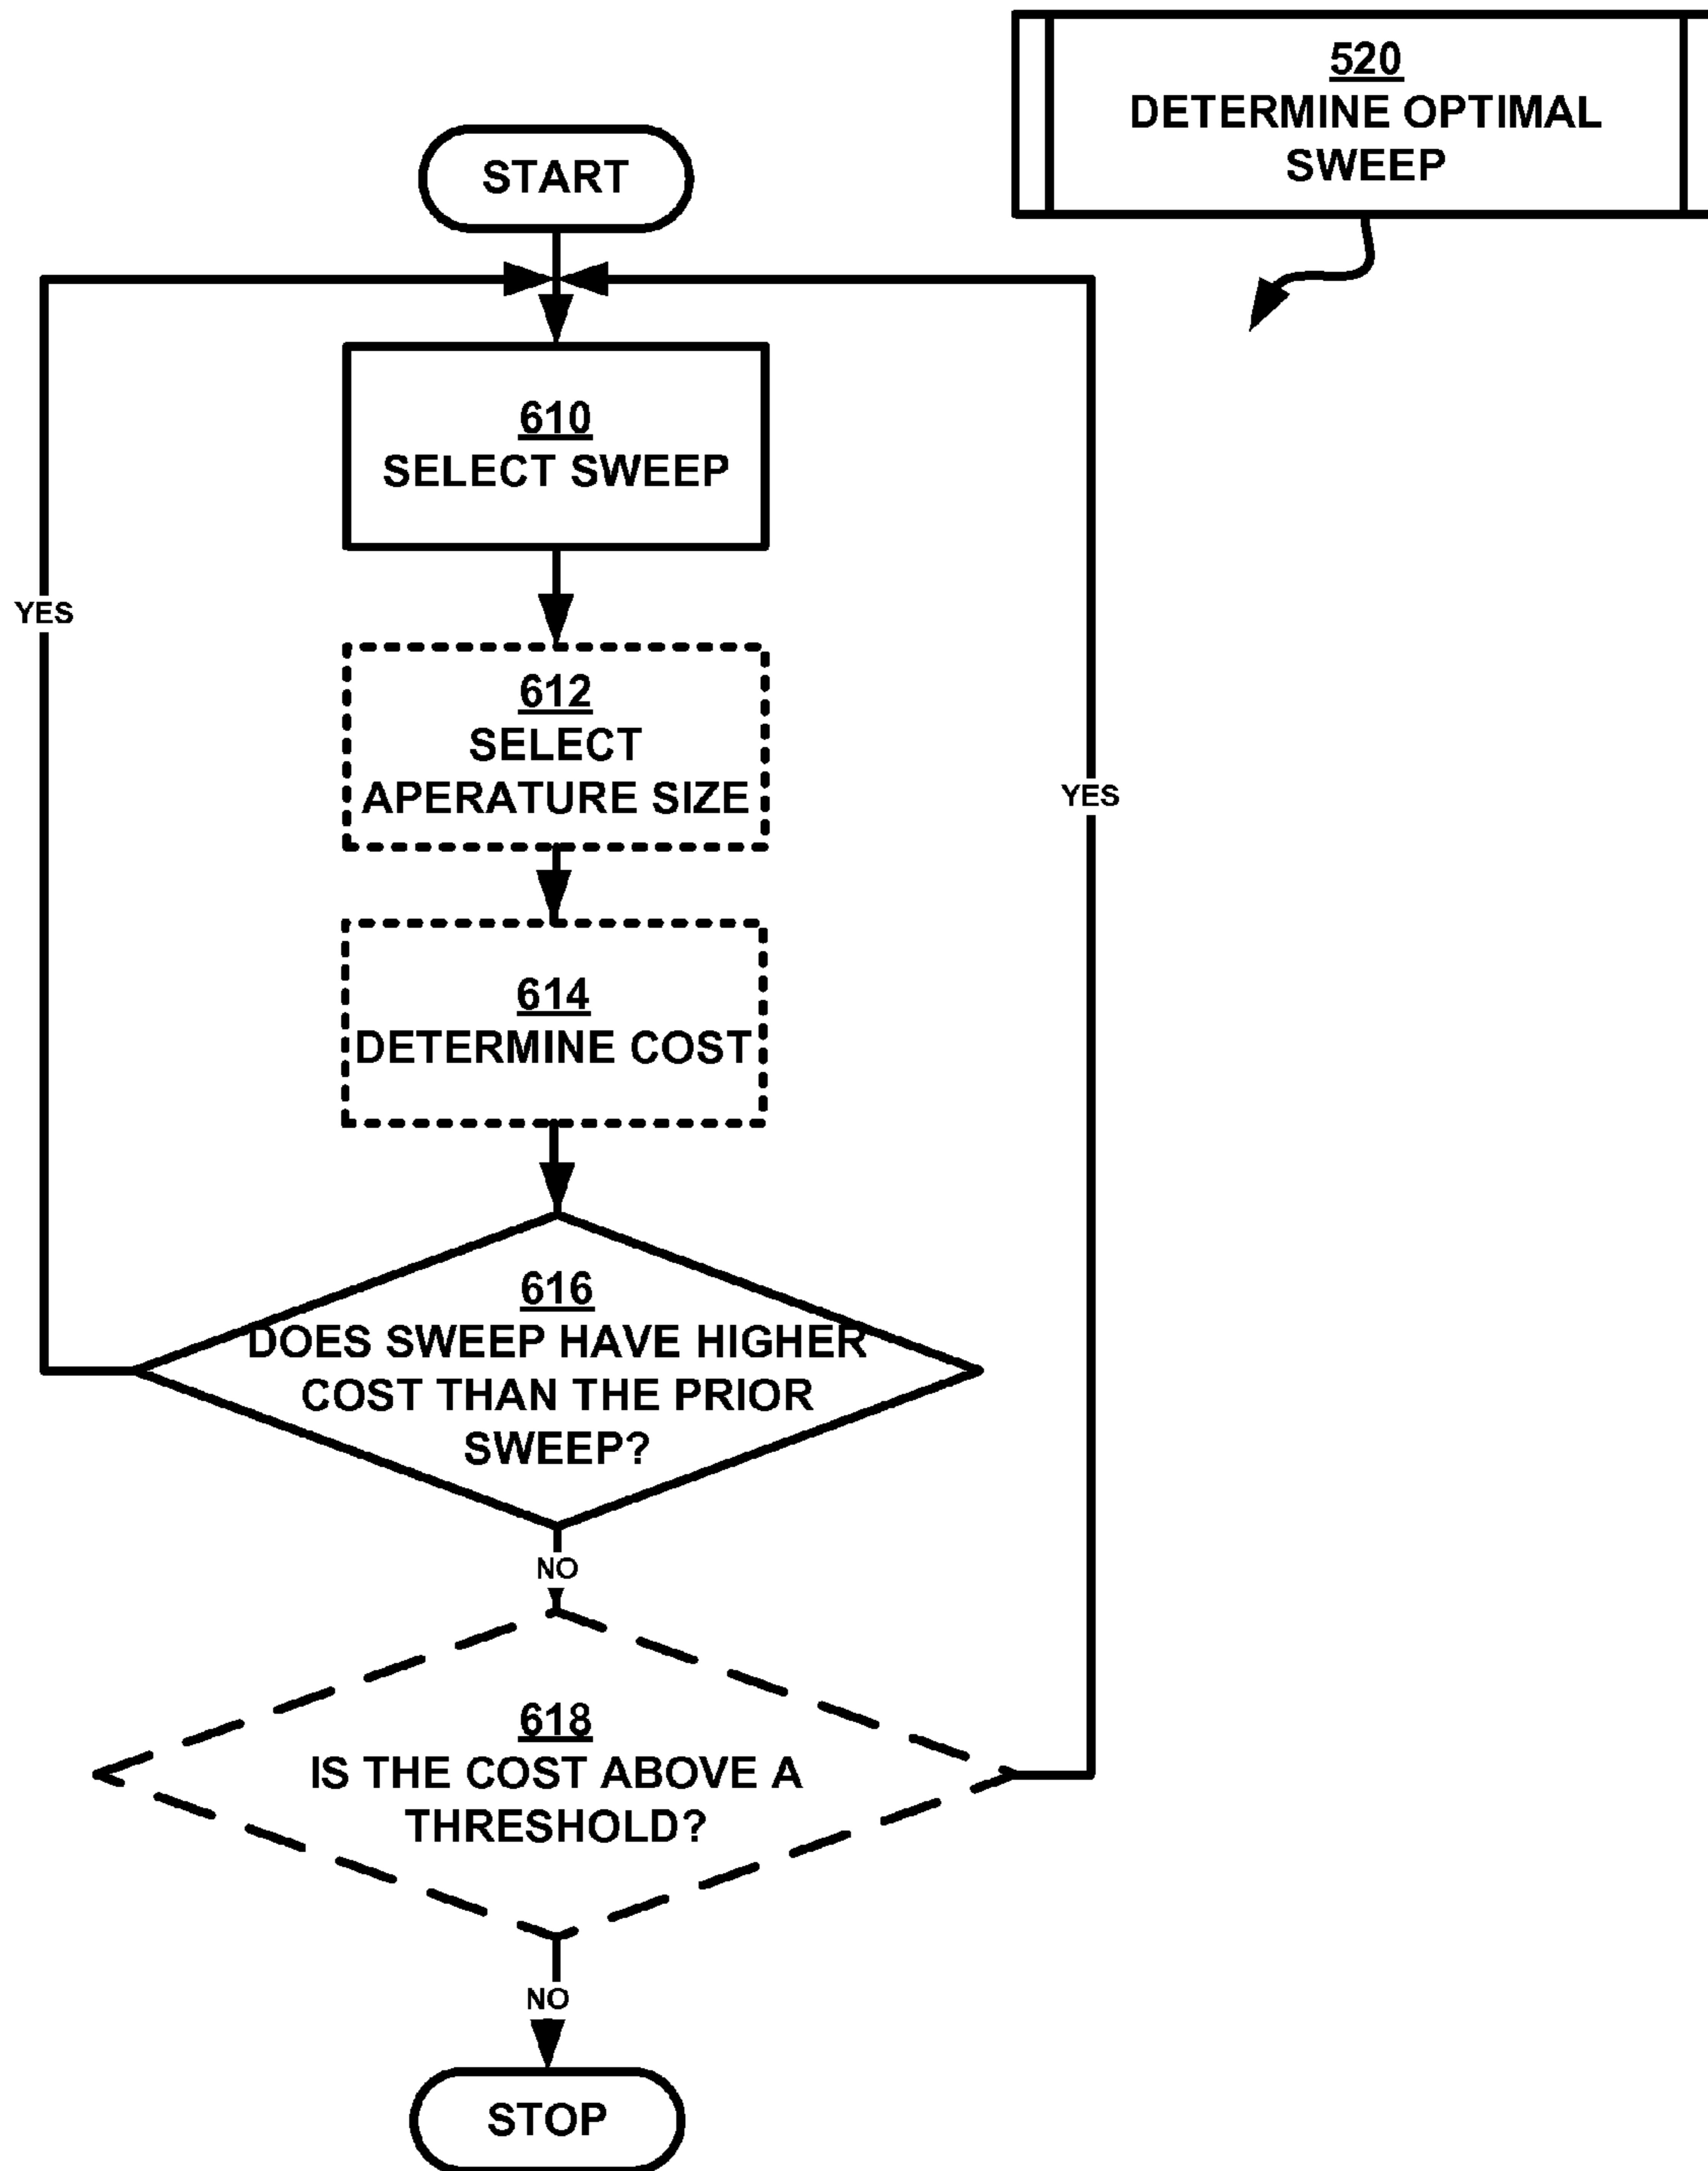 520
DETERMINE OPTIMAL
SWEEP
START
610
SELECT SWEEP
YES
612
SELECT
APERATURE SIZE
YES
614
DETERMINE COST
616
DOES SWEEP HAVE HIGHER
COST THAN THE PRIOR
SWEEP?
NO
618
IS THE COST ABOVE A
THRESHOLD?
NO
STOP